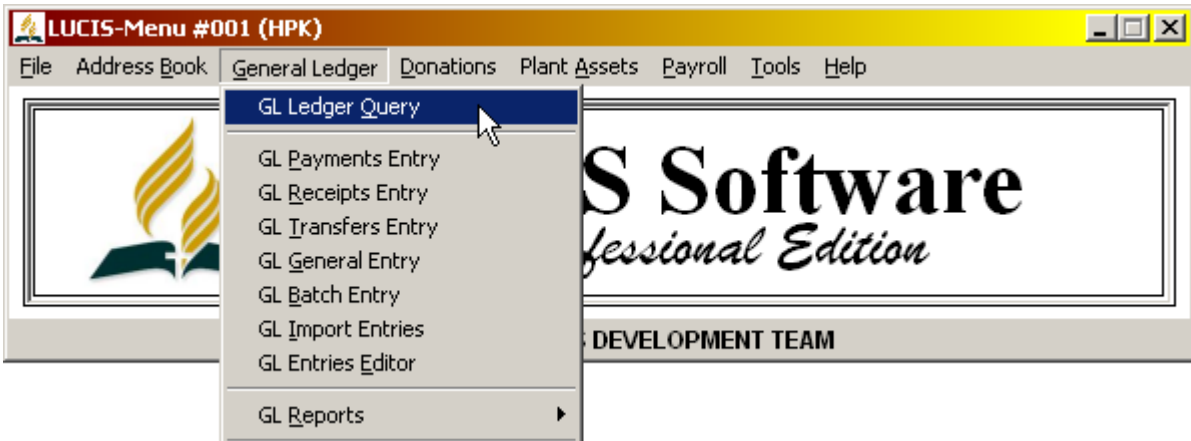 LUCIS-Menu #001 (HPK)
File Address Book General Ledger Donations Plant Assets Payroll Tools Help
GL Ledger Query
GL Payments Entry
GL Receipts Entry
GL Transfers Entry
GL General Entry
GL Batch Entry
GL Import Entries
GL Entries Editor
GL Reports
S Software
fessional Edition
DEVELOPMENT TEAM